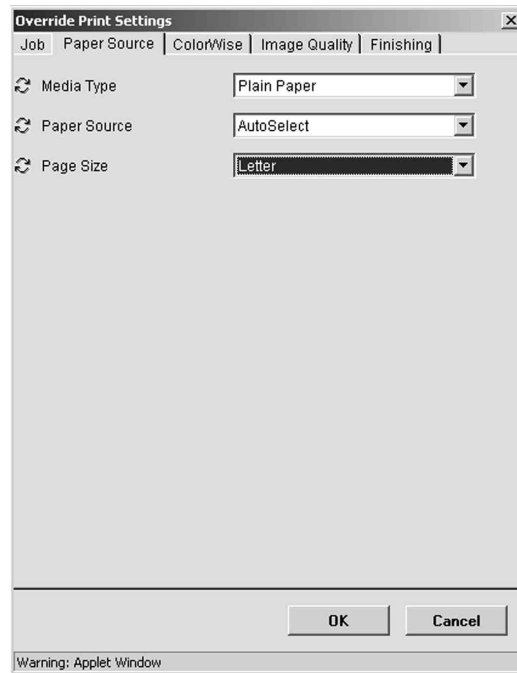 Override Print Settings
Job Paper Source ColorWise Image Quality Finishing
Media Type Plain Paper
Paper Source AutoSelect
Page Size Letter
OK Cancel
Warning: Applet Window